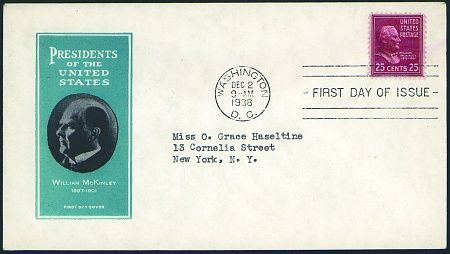 PRESIDENTS
OF THE
UNITED
STATES
WILLIAM MCKINLEY
1897-1901
FIRST DAY COVER
WASHINGTON
DEC 2
9-AM
1938
D. C.
UNITED
STATES
POSTAGE
25 CENTS 25
- FIRST DAY OF ISSUE -
Miss O. Grace Haseltine
13 Cornelia Street
New York, N. Y.